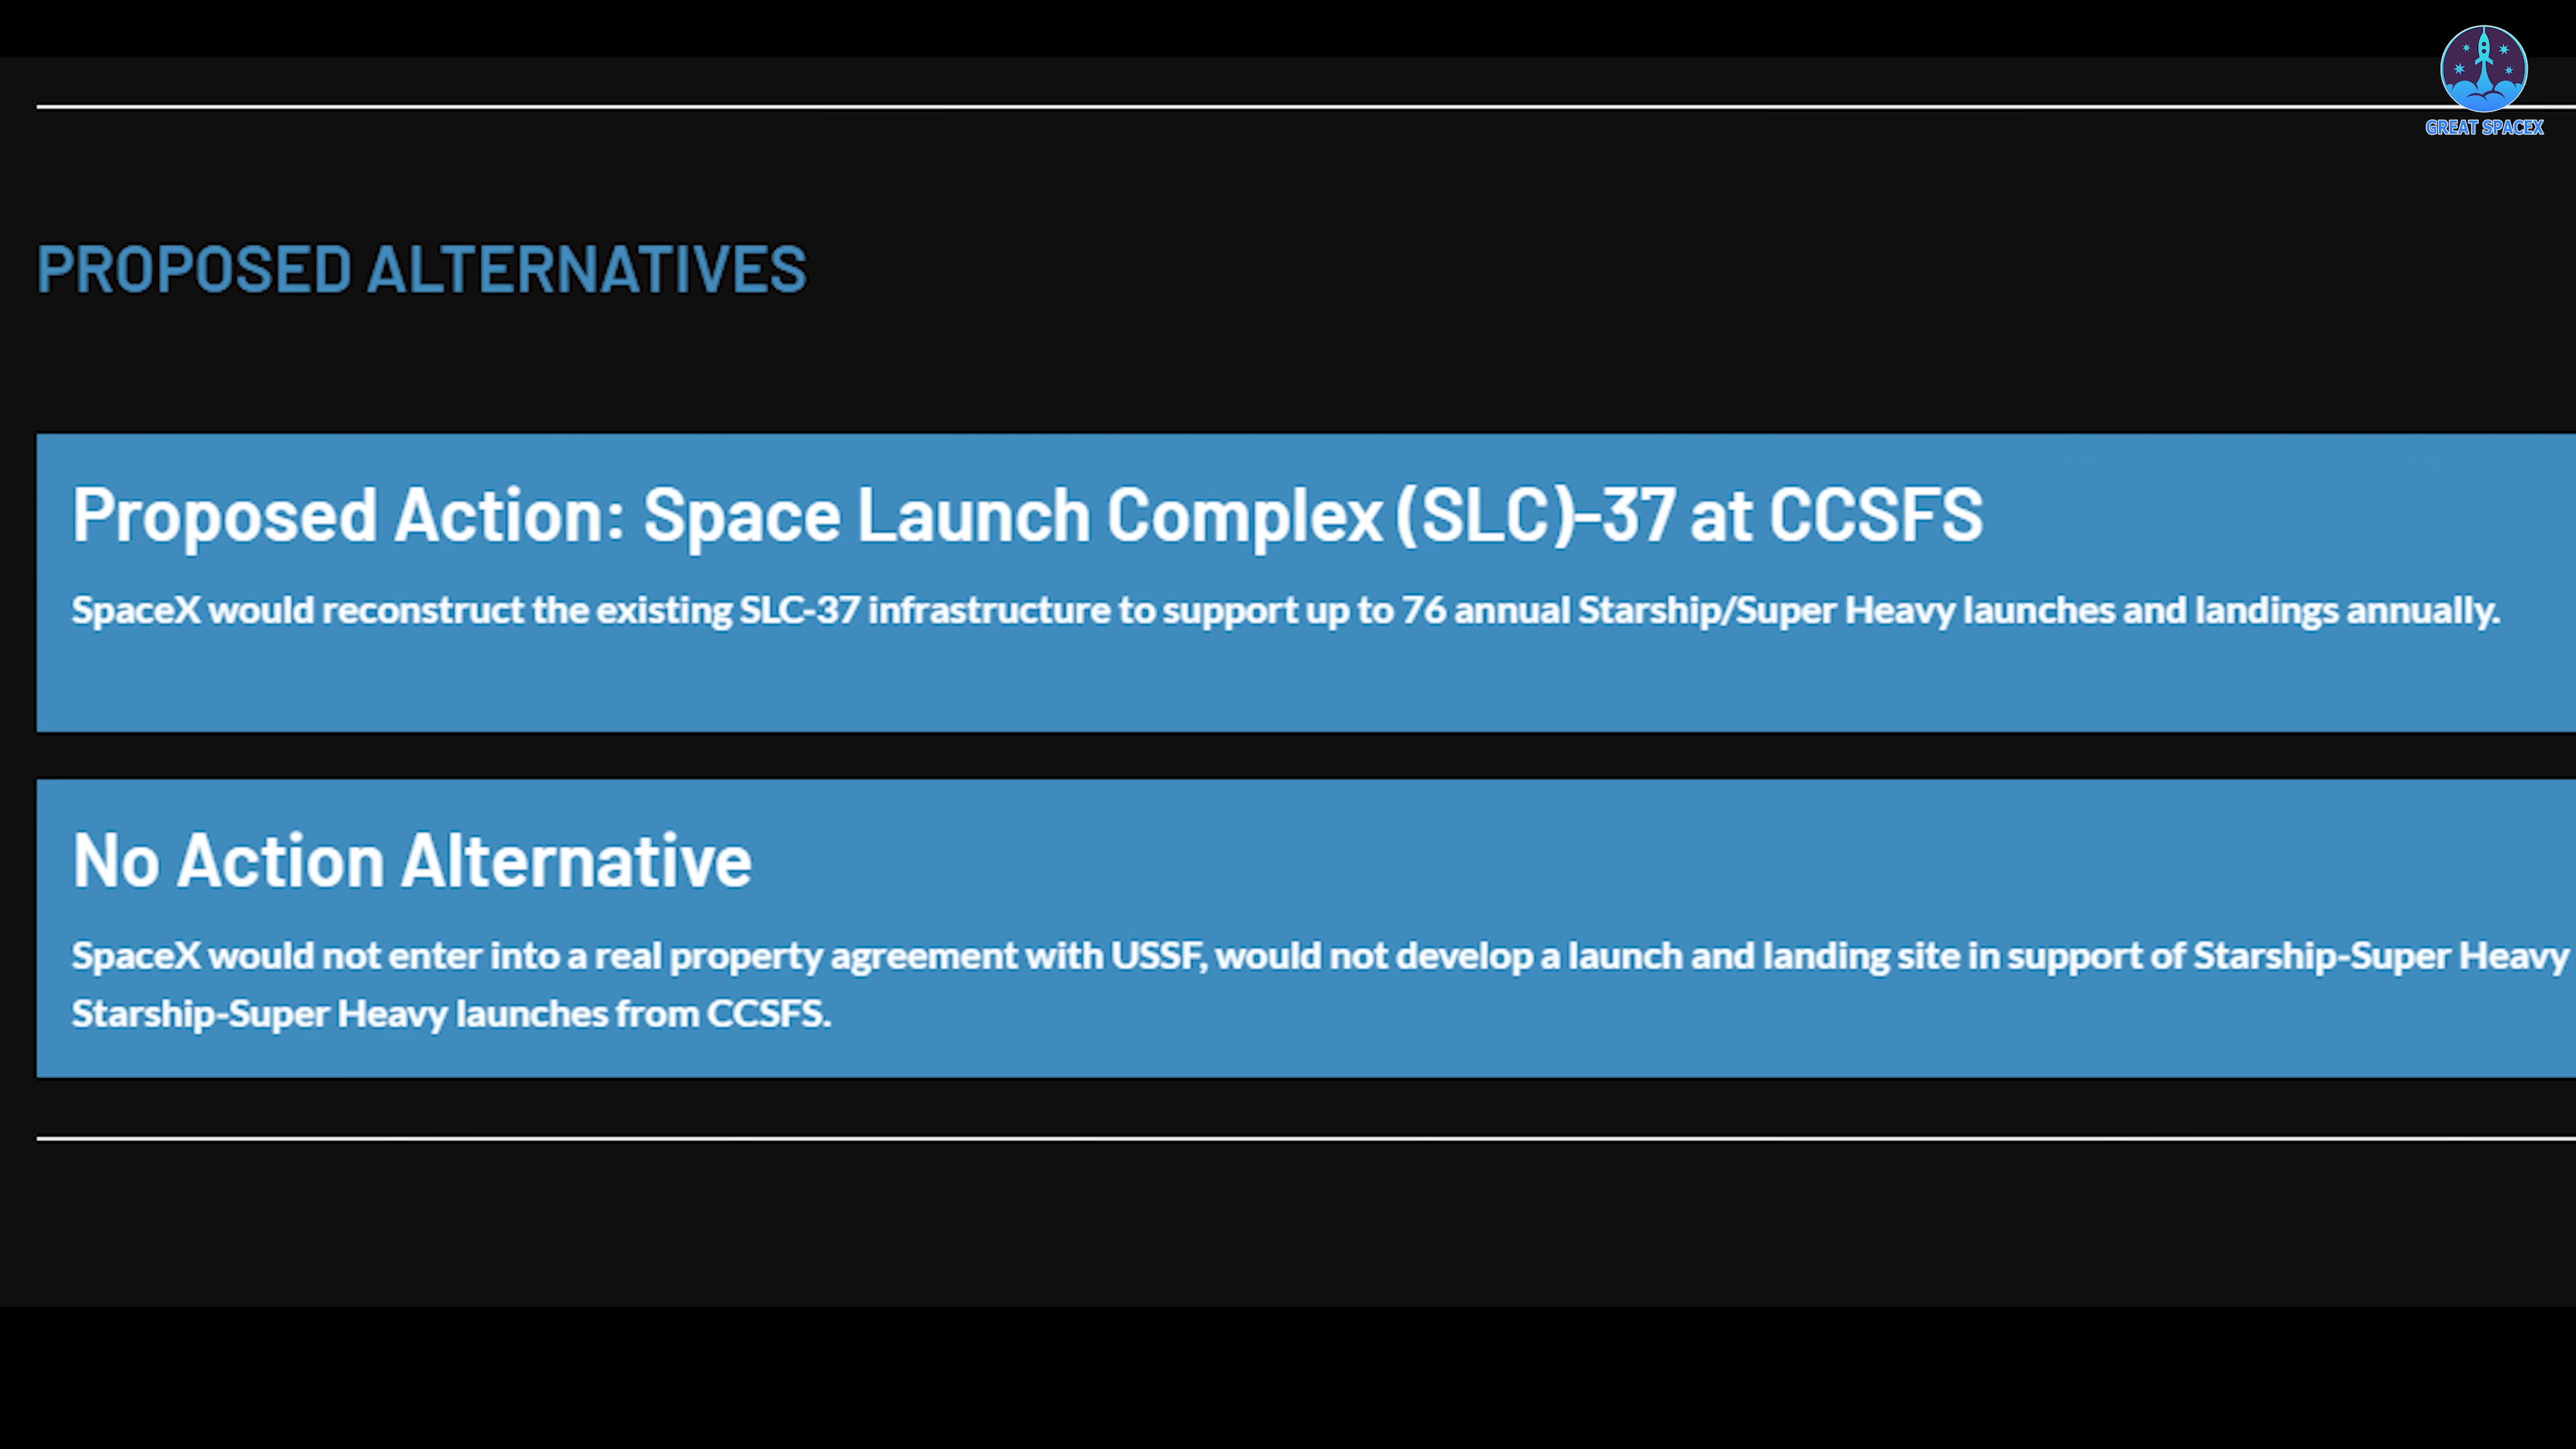 GREAT SPACEX
PROPOSED ALTERNATIVES
Proposed Action: Space Launch Complex (SLC)-37 at CCSFS
SpaceX would reconstruct the existing SLC-37 infrastructure to support up to 76 annual Starship/Super Heavy launches and landings annually.
No Action Alternative
SpaceX would not enter into a real property agreement with USSF, would not develop a launch and landing site in support of Starship-Super Heavy
Starship-Super Heavy launches from CCSFS.